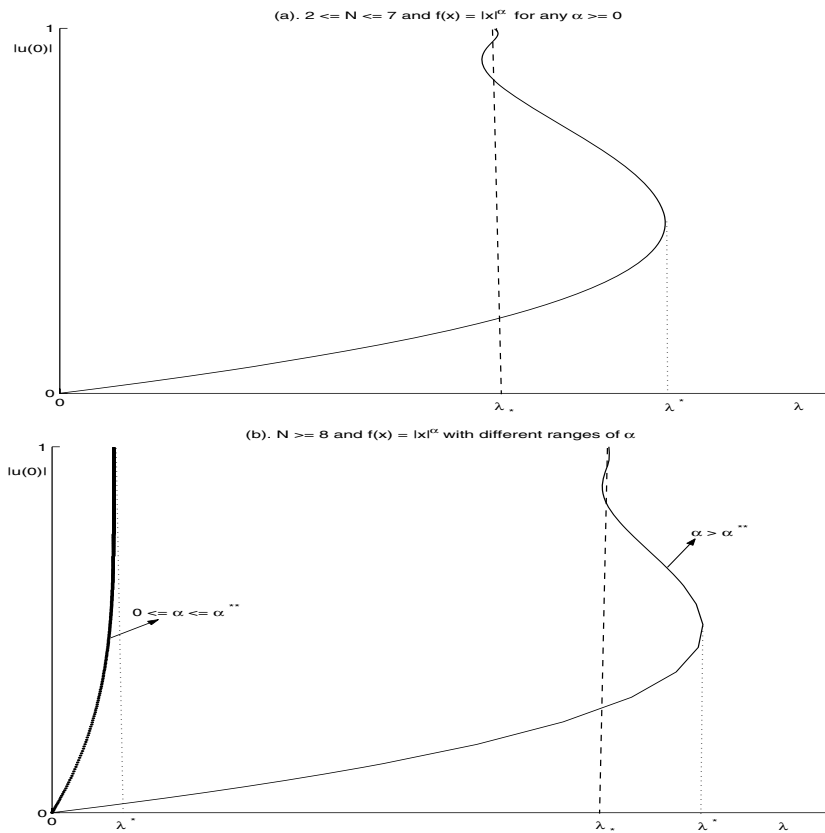 (a). 2 <= N <= 7 and f(x) = |x|^α for any α >= 0
1
|u(0)|
0
0
λ_*
λ^*
λ
(b). N >= 8 and f(x) = |x|^α with different ranges of α
1
|u(0)|
α > α^**
0 <= α <= α^**
0
0
λ^*
λ_*
λ^*
λ